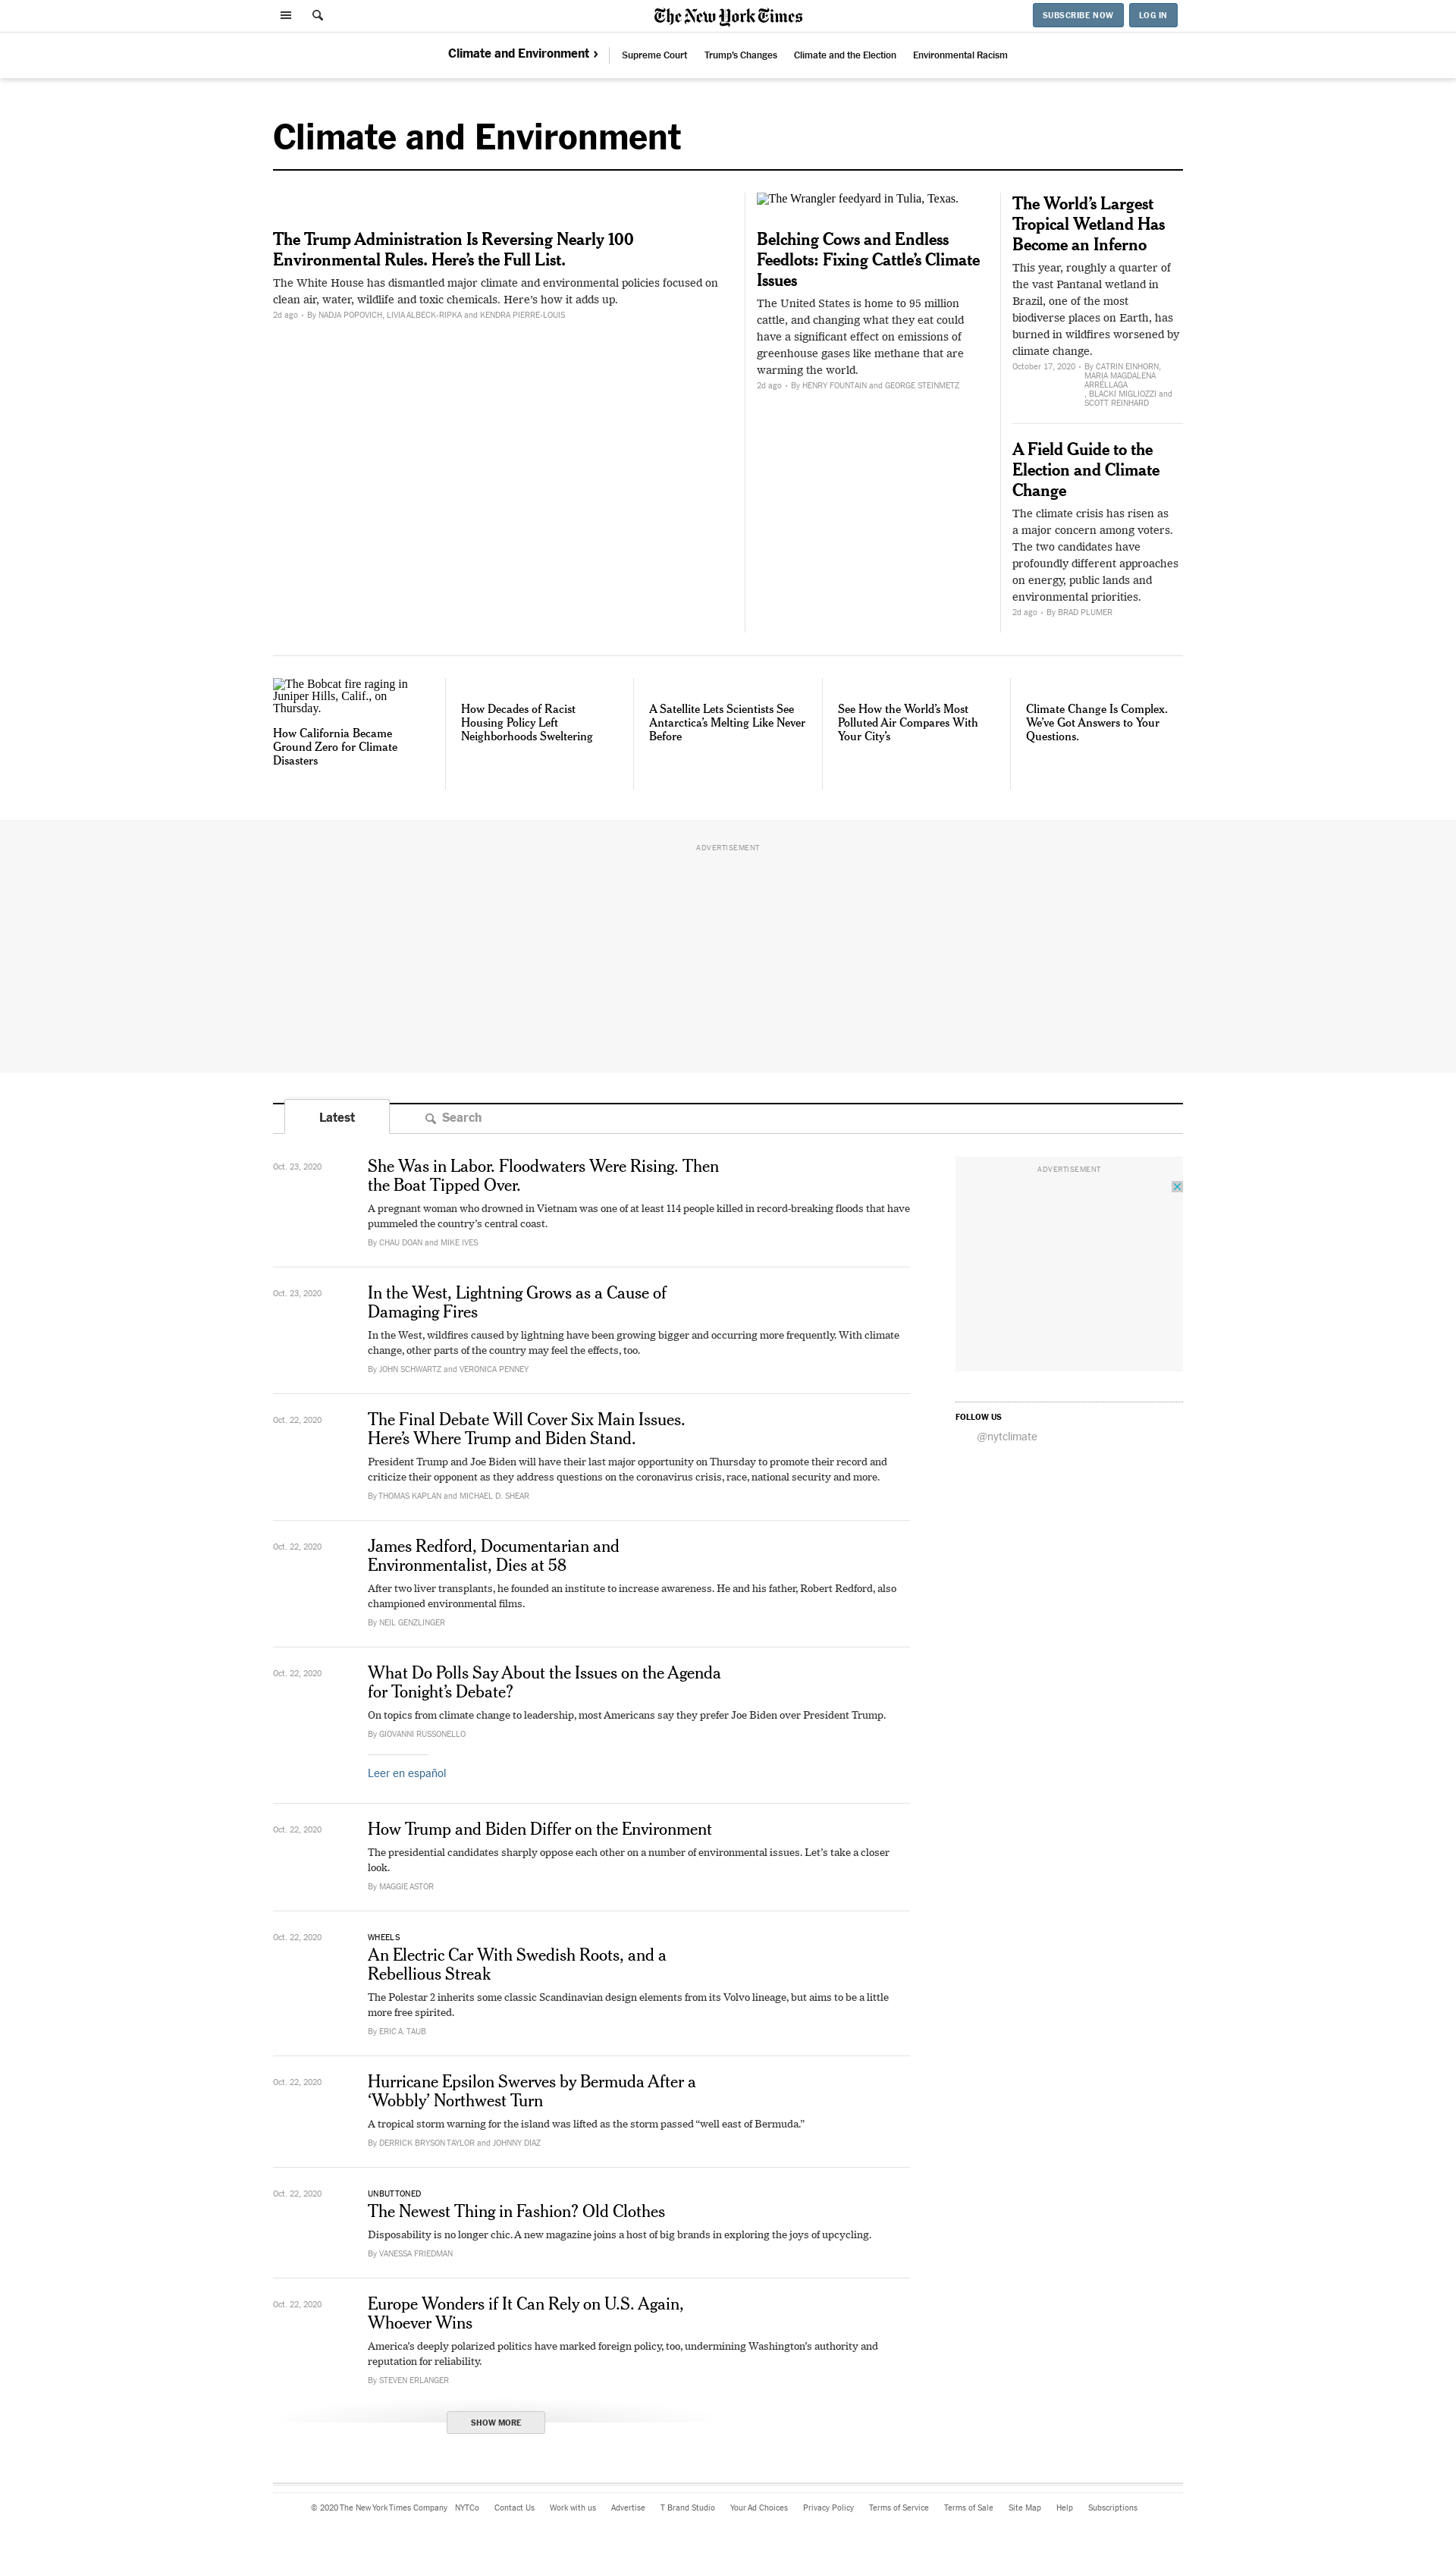 The New York Times
SUBSCRIBE NOW
LOG IN
Climate and Environment ›
Supreme Court
Trump's Changes
Climate and the Election
Environmental Racism
Climate and Environment
The Trump Administration Is Reversing Nearly 100
Environmental Rules. Here’s the Full List.
The White House has dismantled major climate and environmental policies focused on
clean air, water, wildlife and toxic chemicals. Here’s how it adds up.
2d ago • By NADJA POPOVICH, LIVIA ALBECK-RIPKA and KENDRA PIERRE-LOUIS
The Wrangler feedyard in Tulia, Texas.
Belching Cows and Endless
Feedlots: Fixing Cattle’s Climate
Issues
The United States is home to 95 million
cattle, and changing what they eat could
have a significant effect on emissions of
greenhouse gases like methane that are
warming the world.
2d ago • By HENRY FOUNTAIN and GEORGE STEINMETZ
The World’s Largest
Tropical Wetland Has
Become an Inferno
This year, roughly a quarter of
the vast Pantanal wetland in
Brazil, one of the most
biodiverse places on Earth, has
burned in wildfires worsened by
climate change.
October 17, 2020 • By CATRIN EINHORN,
MARIA MAGDALENA
ARRÉLLAGA
, BLACKI MIGLIOZZI and
SCOTT REINHARD
A Field Guide to the
Election and Climate
Change
The climate crisis has risen as
a major concern among voters.
The two candidates have
profoundly different approaches
on energy, public lands and
environmental priorities.
2d ago • By BRAD PLUMER
The Bobcat fire raging in
Juniper Hills, Calif., on
Thursday.
How California Became
Ground Zero for Climate
Disasters
How Decades of Racist
Housing Policy Left
Neighborhoods Sweltering
A Satellite Lets Scientists See
Antarctica’s Melting Like Never
Before
See How the World’s Most
Polluted Air Compares With
Your City’s
Climate Change Is Complex.
We’ve Got Answers to Your
Questions.
ADVERTISEMENT
Latest
Search
Oct. 23, 2020
She Was in Labor. Floodwaters Were Rising. Then
the Boat Tipped Over.
A pregnant woman who drowned in Vietnam was one of at least 114 people killed in record-breaking floods that have
pummeled the country’s central coast.
By CHAU DOAN and MIKE IVES
ADVERTISEMENT
Oct. 23, 2020
In the West, Lightning Grows as a Cause of
Damaging Fires
In the West, wildfires caused by lightning have been growing bigger and occurring more frequently. With climate
change, other parts of the country may feel the effects, too.
By JOHN SCHWARTZ and VERONICA PENNEY
FOLLOW US
@nytclimate
Oct. 22, 2020
The Final Debate Will Cover Six Main Issues.
Here’s Where Trump and Biden Stand.
President Trump and Joe Biden will have their last major opportunity on Thursday to promote their record and
criticize their opponent as they address questions on the coronavirus crisis, race, national security and more.
By THOMAS KAPLAN and MICHAEL D. SHEAR
Oct. 22, 2020
James Redford, Documentarian and
Environmentalist, Dies at 58
After two liver transplants, he founded an institute to increase awareness. He and his father, Robert Redford, also
championed environmental films.
By NEIL GENZLINGER
Oct. 22, 2020
What Do Polls Say About the Issues on the Agenda
for Tonight’s Debate?
On topics from climate change to leadership, most Americans say they prefer Joe Biden over President Trump.
By GIOVANNI RUSSONELLO
Leer en español
Oct. 22, 2020
How Trump and Biden Differ on the Environment
The presidential candidates sharply oppose each other on a number of environmental issues. Let’s take a closer
look.
By MAGGIE ASTOR
Oct. 22, 2020
WHEELS
An Electric Car With Swedish Roots, and a
Rebellious Streak
The Polestar 2 inherits some classic Scandinavian design elements from its Volvo lineage, but aims to be a little
more free spirited.
By ERIC A. TAUB
Oct. 22, 2020
Hurricane Epsilon Swerves by Bermuda After a
‘Wobbly’ Northwest Turn
A tropical storm warning for the island was lifted as the storm passed “well east of Bermuda.”
By DERRICK BRYSON TAYLOR and JOHNNY DIAZ
Oct. 22, 2020
UNBUTTONED
The Newest Thing in Fashion? Old Clothes
Disposability is no longer chic. A new magazine joins a host of big brands in exploring the joys of upcycling.
By VANESSA FRIEDMAN
Oct. 22, 2020
Europe Wonders if It Can Rely on U.S. Again,
Whoever Wins
America’s deeply polarized politics have marked foreign policy, too, undermining Washington’s authority and
reputation for reliability.
By STEVEN ERLANGER
SHOW MORE
© 2020 The New York Times Company NYTCo Contact Us Work with us Advertise T Brand Studio Your Ad Choices Privacy Policy Terms of Service Terms of Sale Site Map Help Subscriptions